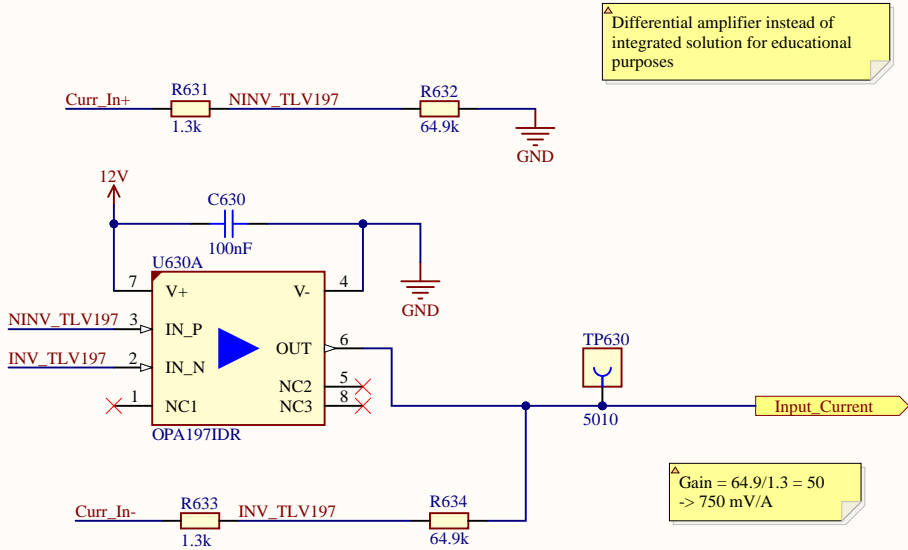 Differential amplifier instead of
integrated solution for educational
purposes
R631
R632
Curr_In+
NINV_TLV197
1.3k
64.9k
GND
12V
C630
100nF
U630A
7
V+
V-
4
GND
NINV_TLV197
3
IN_P
INV_TLV197
2
IN_N
OUT
6
TP630
1
NC1
NC2
5
NC3
8
OPA197IDR
5010
Input_Current
Gain = 64.9/1.3 = 50
-> 750 mV/A
R633
R634
Curr_In-
INV_TLV197
1.3k
64.9k